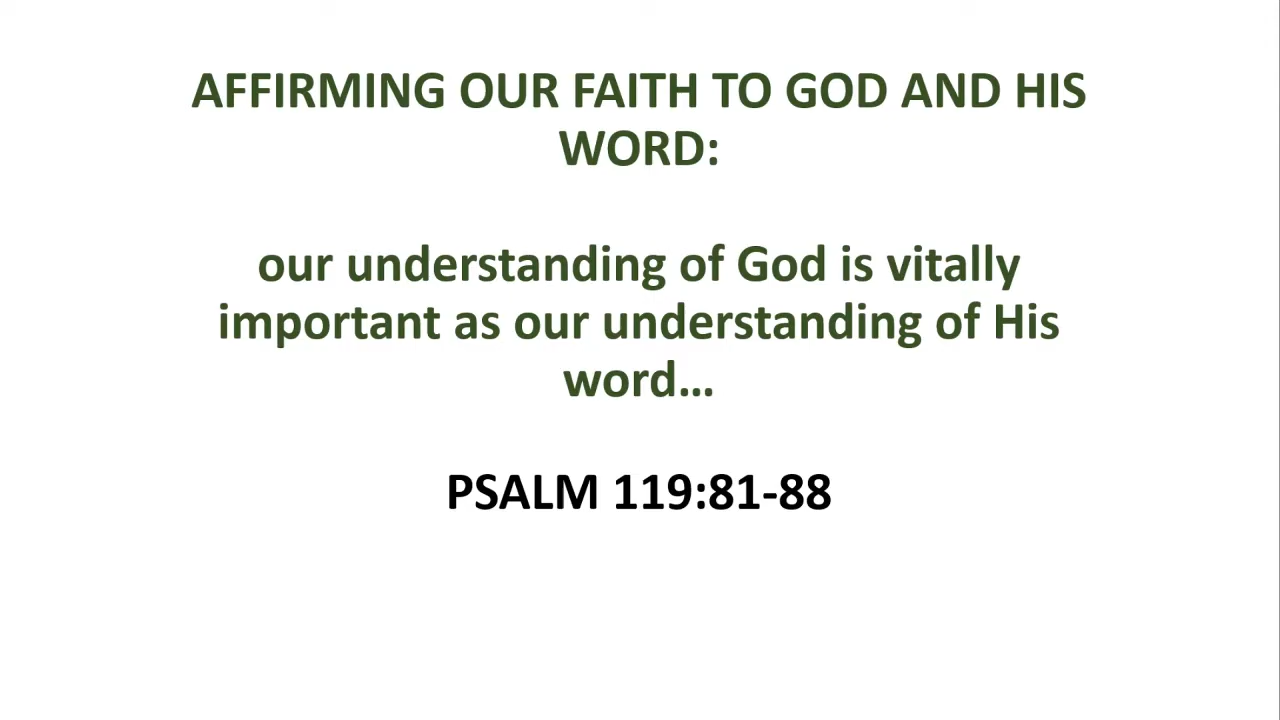 AFFIRMING OUR FAITH TO GOD AND HIS
WORD:
our understanding of God is vitally
important as our understanding of His
word…
PSALM 119:81-88